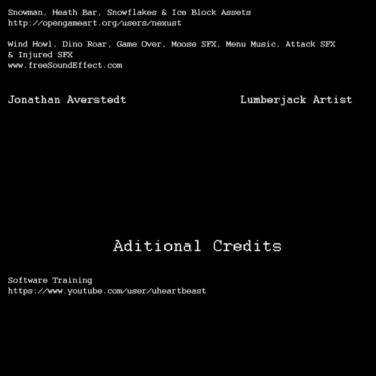 Snowman, Heath Bar, Snowflakes & Ice Block Assets
http://opengameart.org/users/nexust
Wind Howl, Dino Roar, Game Over, Moose SFX, Menu Music, Attack SFX
& Injured SFX
www.freeSoundEffect.com
Jonathan Averstedt Lumberjack Artist
Aditional Credits
Software Training
https://www.youtube.com/user/uheartbeast